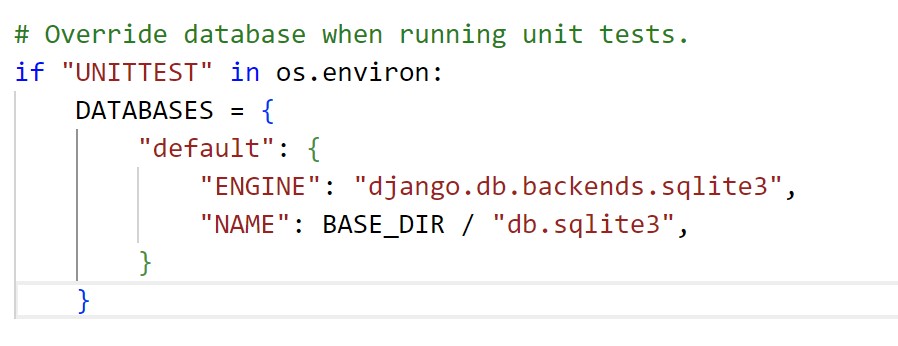 # Override database when running unit tests.
if "UNITTEST" in os.environ:
    DATABASES = {
        "default": {
            "ENGINE": "django.db.backends.sqlite3",
            "NAME": BASE_DIR / "db.sqlite3",
        }
    }